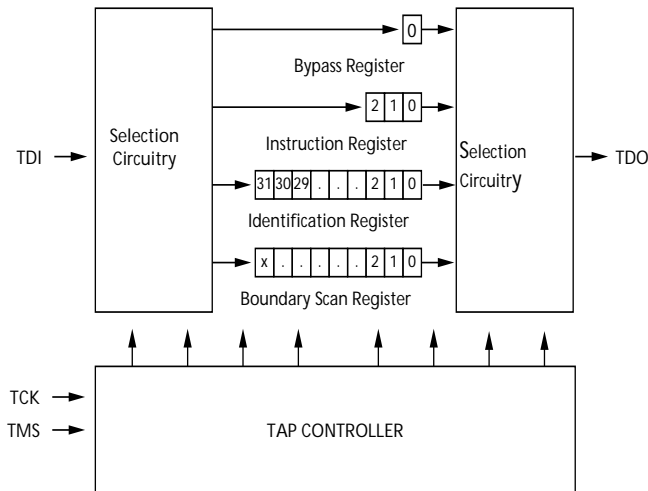 0
Bypass Register
2 1 0
Selection
Circuitry
Instruction Register
Selection
Circuitry
TDI
TDO
31 30 29 . . . 2 1 0
Identification Register
x . . . . . 2 1 0
Boundary Scan Register
TCK
TMS
TAP CONTROLLER